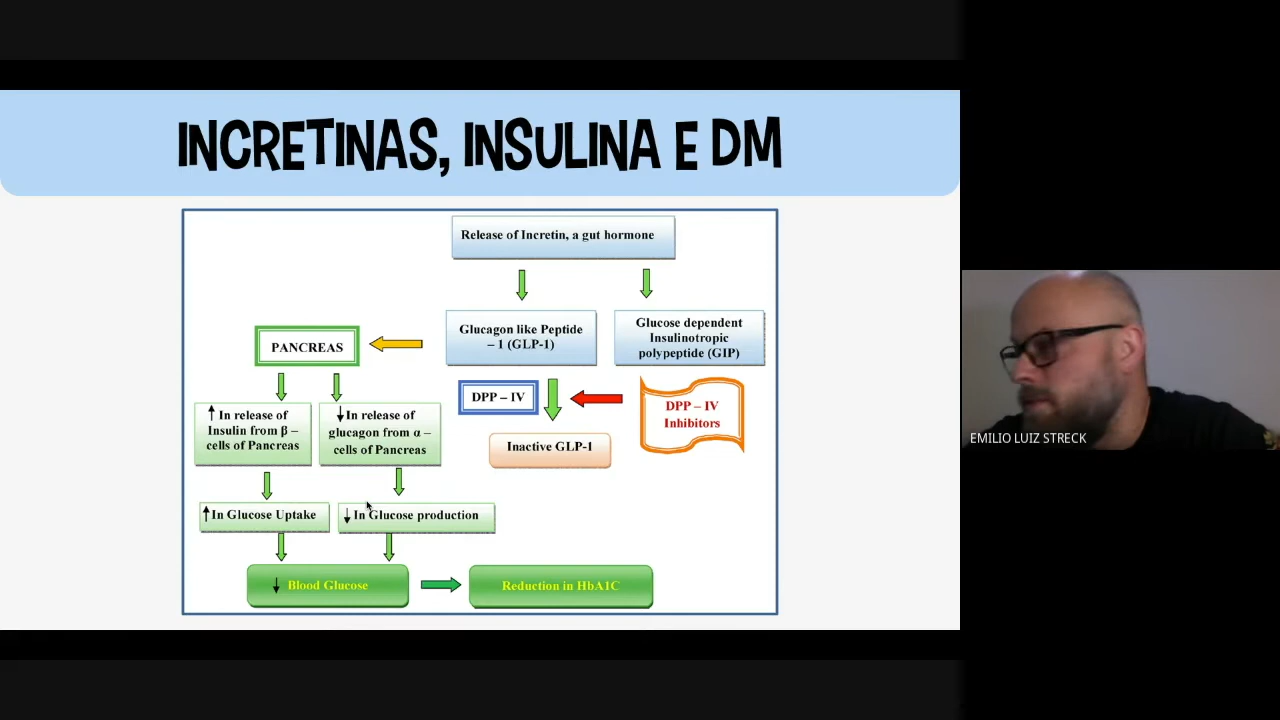 INCRETINAS, INSULINA E DM
Release of Incretin, a gut hormone
Glucagon like Peptide
– 1 (GLP-1)
Glucose dependent
Insulinotropic
polypeptide (GIP)
PANCREAS
DPP – IV
DPP – IV
Inhibitors
Inactive GLP-1
↑ In release of
Insulin from β –
cells of Pancreas
↓ In release of
glucagon from α –
cells of Pancreas
↑ In Glucose Uptake
↓ In Glucose production
↓ Blood Glucose
Reduction in HbA1C
EMILIO LUIZ STRECK